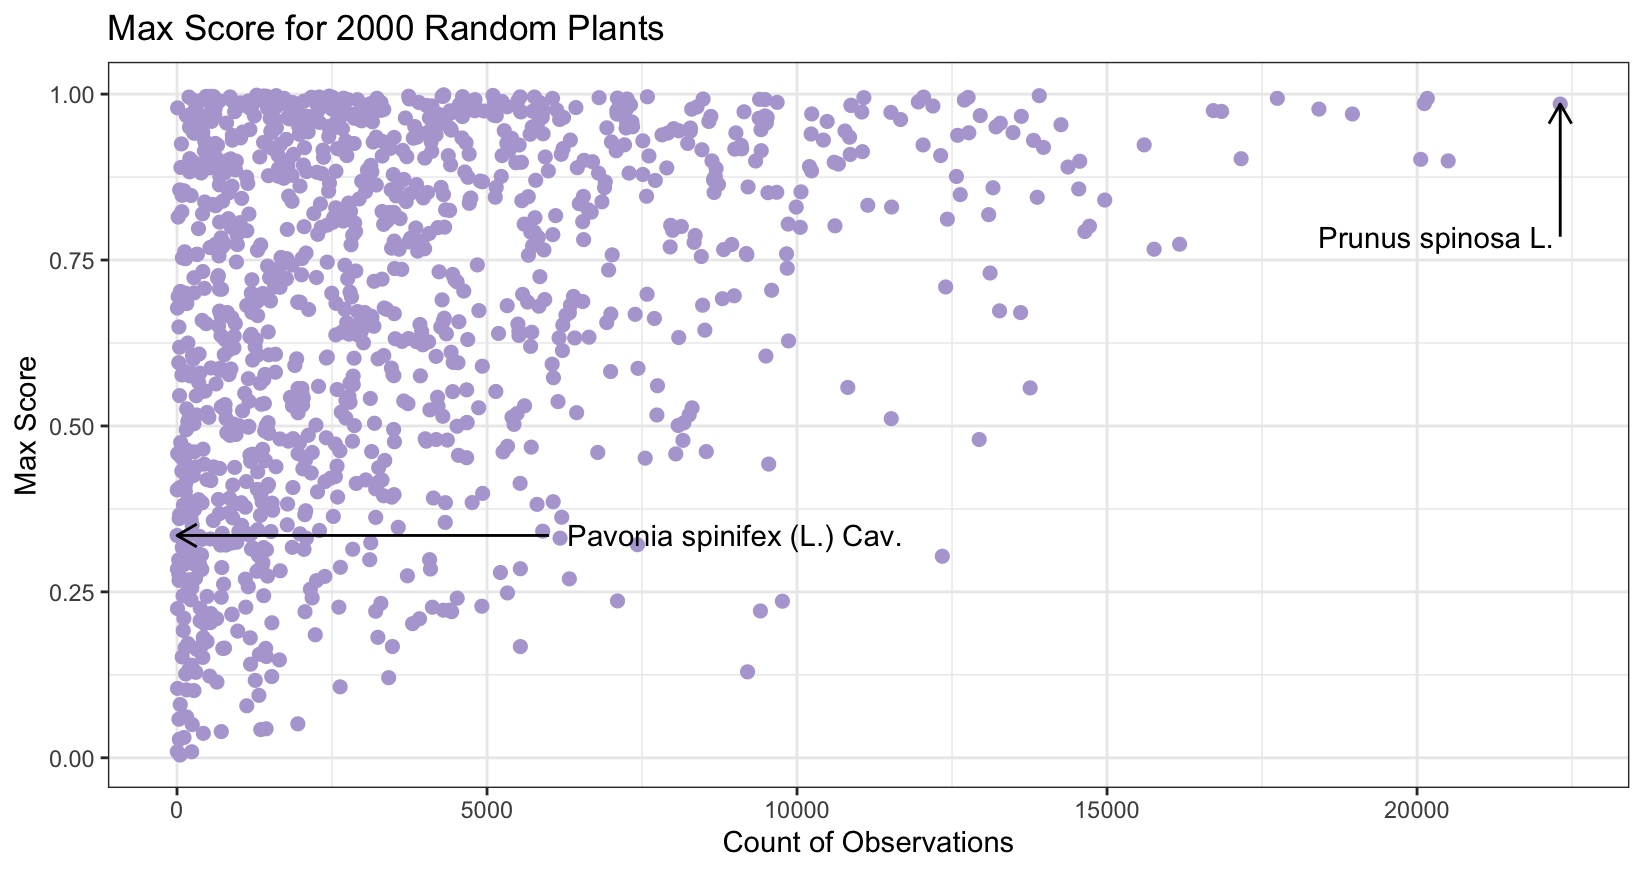 Max Score for 2000 Random Plants
1.00
0.75
0.50
0.25
0.00
Max Score
Prunus spinosa L.
Pavonia spinifex (L.) Cav.
0
5000
10000
15000
20000
Count of Observations